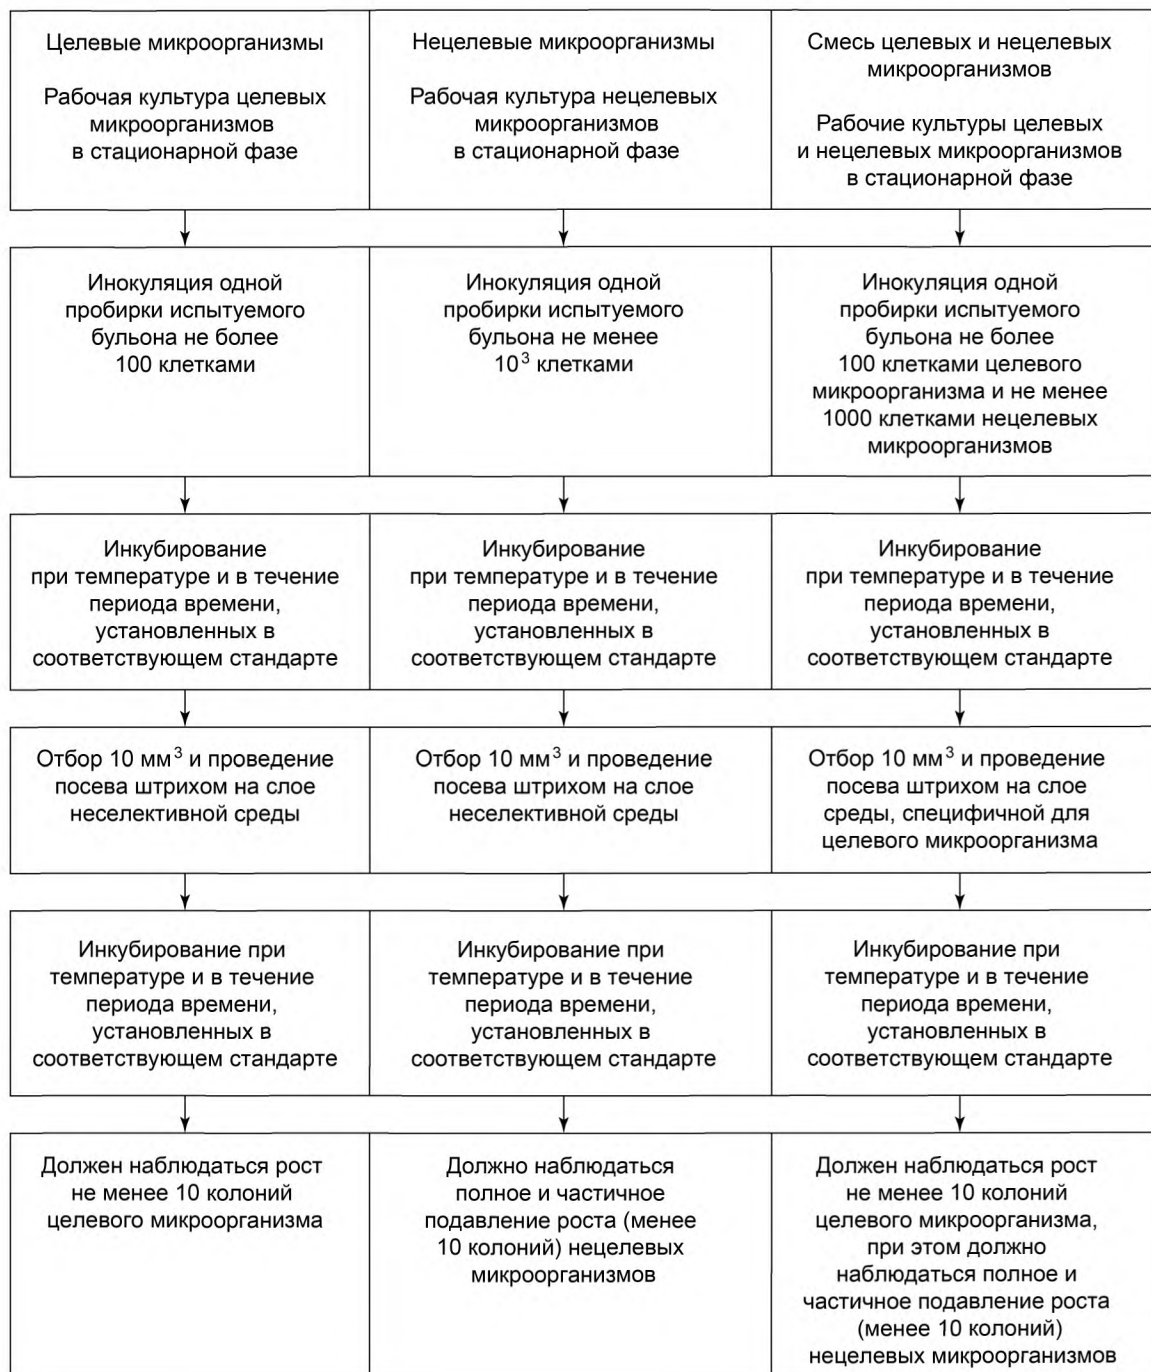 Целевые микроорганизмы
Рабочая культура целевых
микроорганизмов
в стационарной фазе
Нецелевые микроорганизмы
Рабочая культура нецелевых
микроорганизмов
в стационарной фазе
Смесь целевых и нецелевых
микроорганизмов
Рабочие культуры целевых
и нецелевых микроорганизмов
в стационарной фазе
Инокуляция одной
пробирки испытуемого
бульона не более
100 клетками
Инокуляция одной
пробирки испытуемого
бульона не менее
10³ клетками
Инокуляция одной
пробирки испытуемого
бульона не более
100 клетками целевого
микроорганизма и не менее
1000 клетками нецелевых
микроорганизмов
Инкубирование
при температуре и в течение
периода времени,
установленных в
соответствующем стандарте
Инкубирование
при температуре и в течение
периода времени,
установленных в
соответствующем стандарте
Инкубирование
при температуре и в течение
периода времени,
установленных в
соответствующем стандарте
Отбор 10 мм³ и проведение
посева штрихом на слое
неселективной среды
Отбор 10 мм³ и проведение
посева штрихом на слое
неселективной среды
Отбор 10 мм³ и проведение
посева штрихом на слое
среды, специфичной для
целевого микроорганизма
Инкубирование при
температуре и в течение
периода времени,
установленных в
соответствующем стандарте
Инкубирование при
температуре и в течение
периода времени,
установленных в
соответствующем стандарте
Инкубирование при
температуре и в течение
периода времени,
установленных в
соответствующем стандарте
Должен наблюдаться рост
не менее 10 колоний
целевого микроорганизма
Должно наблюдаться
полное и частичное
подавление роста (менее
10 колоний) нецелевых
микроорганизмов
Должен наблюдаться рост
не менее 10 колоний
целевого микроорганизма,
при этом должно
наблюдаться полное и
частичное подавление роста
(менее 10 колоний)
нецелевых микроорганизмов